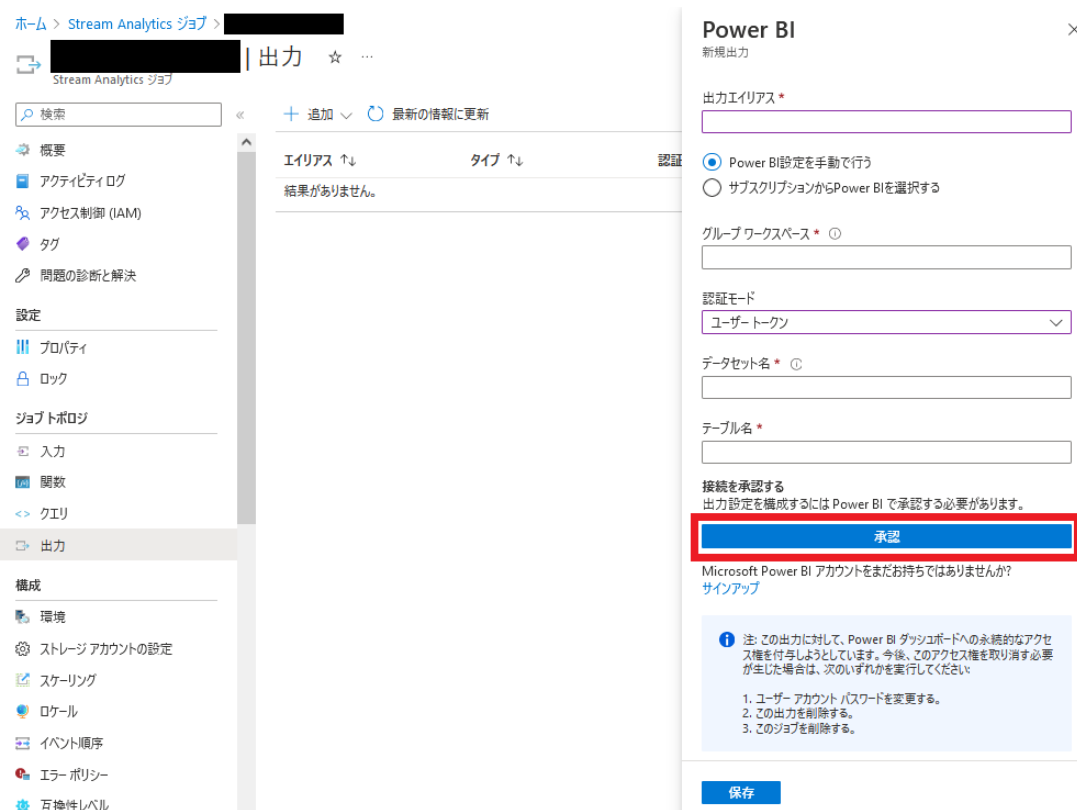 ホーム > Stream Analytics ジョブ >
| 出力 ☆ …
Stream Analytics ジョブ
検索
«
概要
アクティビティ ログ
アクセス制御 (IAM)
タグ
問題の診断と解決
設定
プロパティ
ロック
ジョブ トポロジ
入力
関数
クエリ
出力
構成
環境
ストレージ アカウントの設定
スケーリング
ロケール
イベント順序
エラー ポリシー
互換性レベル
+ 追加 最新の情報に更新
エイリアス ↑↓ タイプ ↑↓ 認証
結果がありません。
Power BI
新規出力
出力エイリアス *
Power BI設定を手動で行う
サブスクリプションからPower BIを選択する
グループ ワークスペース *
認証モード
ユーザー トークン
データセット名 *
テーブル名 *
接続を承認する
出力設定を構成するには Power BI で承認する必要があります。
承認
Microsoft Power BI アカウントをまだお持ちではありませんか?
サインアップ
注: この出力に対して、Power BI ダッシュボードへの永続的なアクセ
ス権を付与しようとしています。今後、このアクセス権を取り消す必要
が生じた場合は、次のいずれかを実行してください:
1. ユーザー アカウント パスワードを変更する。
2. この出力を削除する。
3. このジョブを削除する。
保存